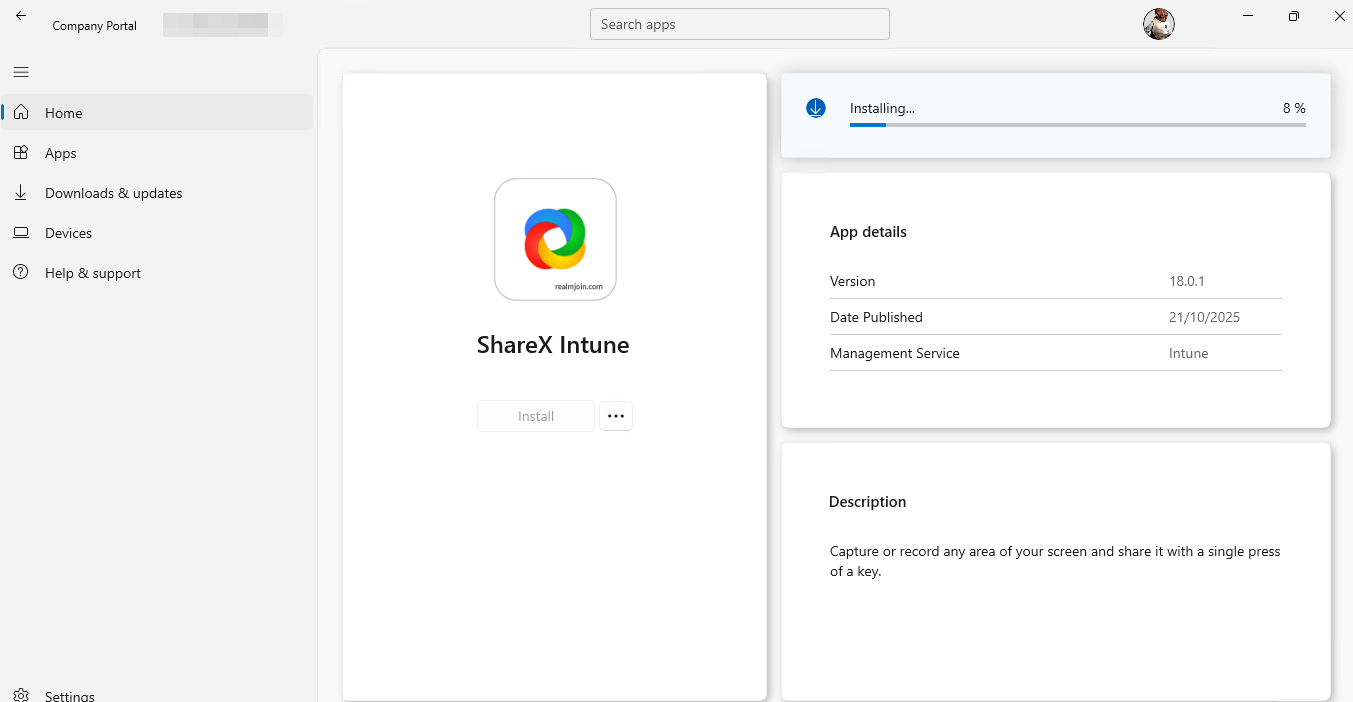 Company Portal
Search apps
Home
Apps
Downloads & updates
Devices
Help & support
Settings
realmjoin.com
ShareX Intune
Install
Installing...
8 %
App details
Version 18.0.1
Date Published 21/10/2025
Management Service Intune
Description
Capture or record any area of your screen and share it with a single press
of a key.